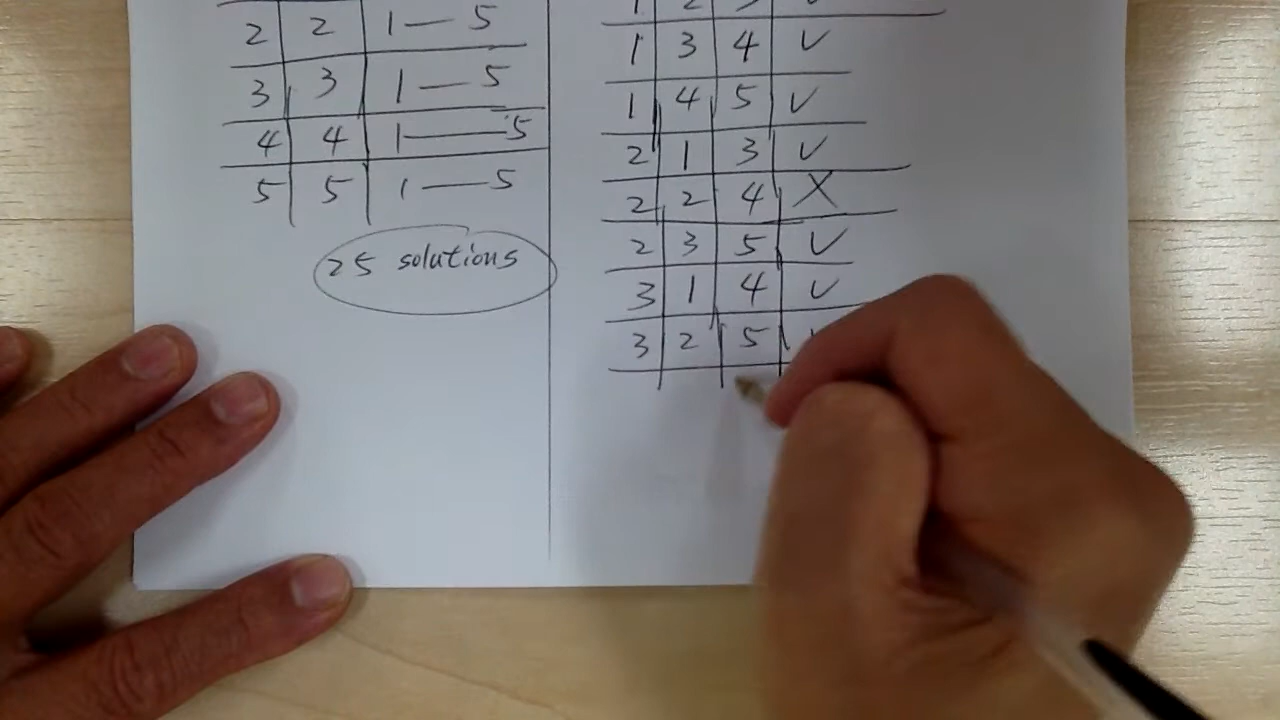 2 2 1 — 5
3 3 1 — 5
4 4 1 — 5
5 5 1 — 5
25 solutions
1 3 4 ✓
1 4 5 ✓
2 1 3 ✓
2 2 4 X
2 3 5 ✓
3 1 4 ✓
3 2 5